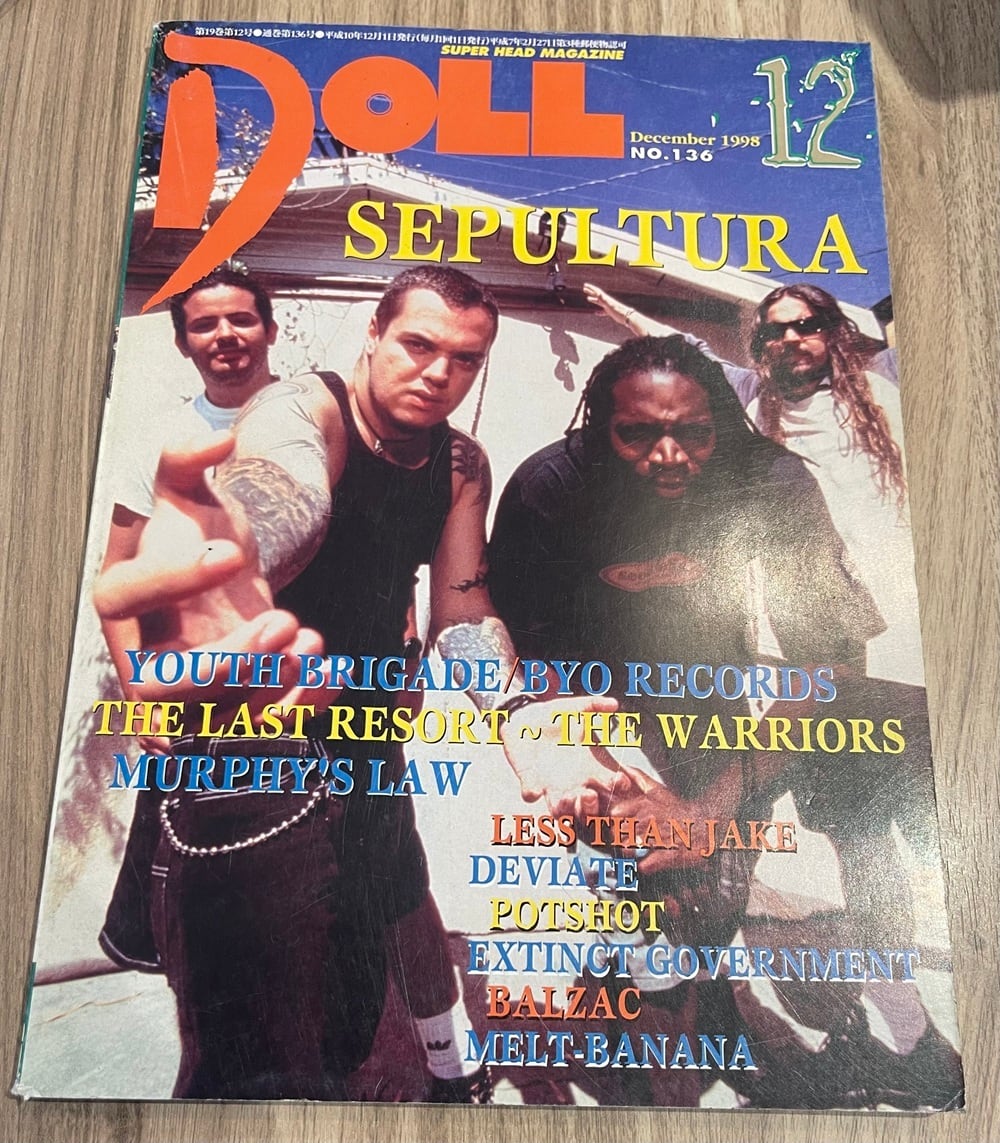 第19巻第12号●通巻第136号●平成10年12月1日発行(毎月1回1日発行)平成7年2月27日第3種郵便物認可
SUPER HEAD MAGAZINE
DOLL
12
December 1998
NO.136
SEPULTURA
YOUTH BRIGADE/BYO RECORDS
THE LAST RESORT ~ THE WARRIORS
MURPHY'S LAW
LESS THAN JAKE
DEVIATE
POTSHOT
EXTINCT GOVERNMENT
BALZAC
MELT-BANANA